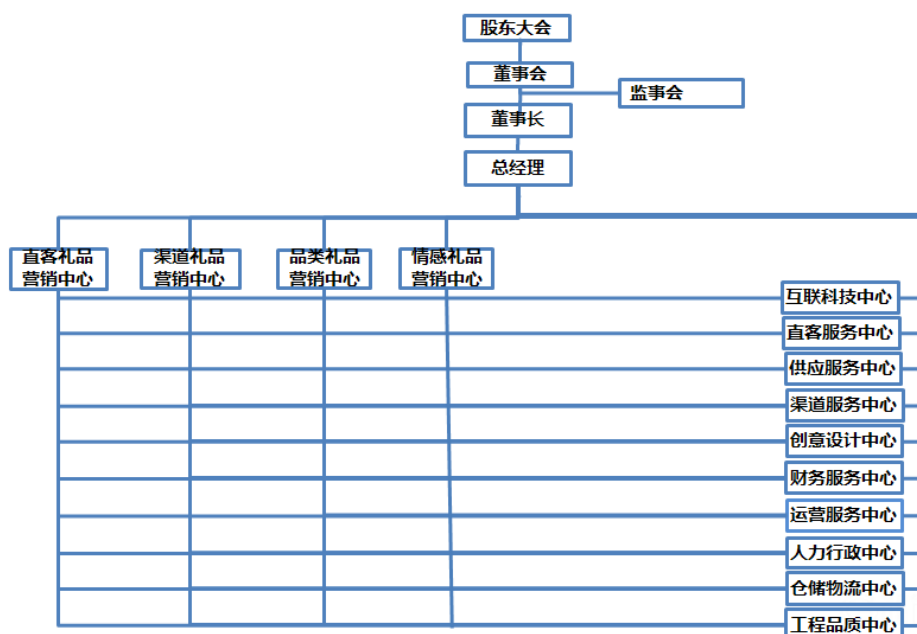 股东大会
董事会
监事会
董事长
总经理
直客礼品
营销中心
渠道礼品
营销中心
品类礼品
营销中心
情感礼品
营销中心
互联科技中心
直客服务中心
供应服务中心
渠道服务中心
创意设计中心
财务服务中心
运营服务中心
人力行政中心
仓储物流中心
工程品质中心